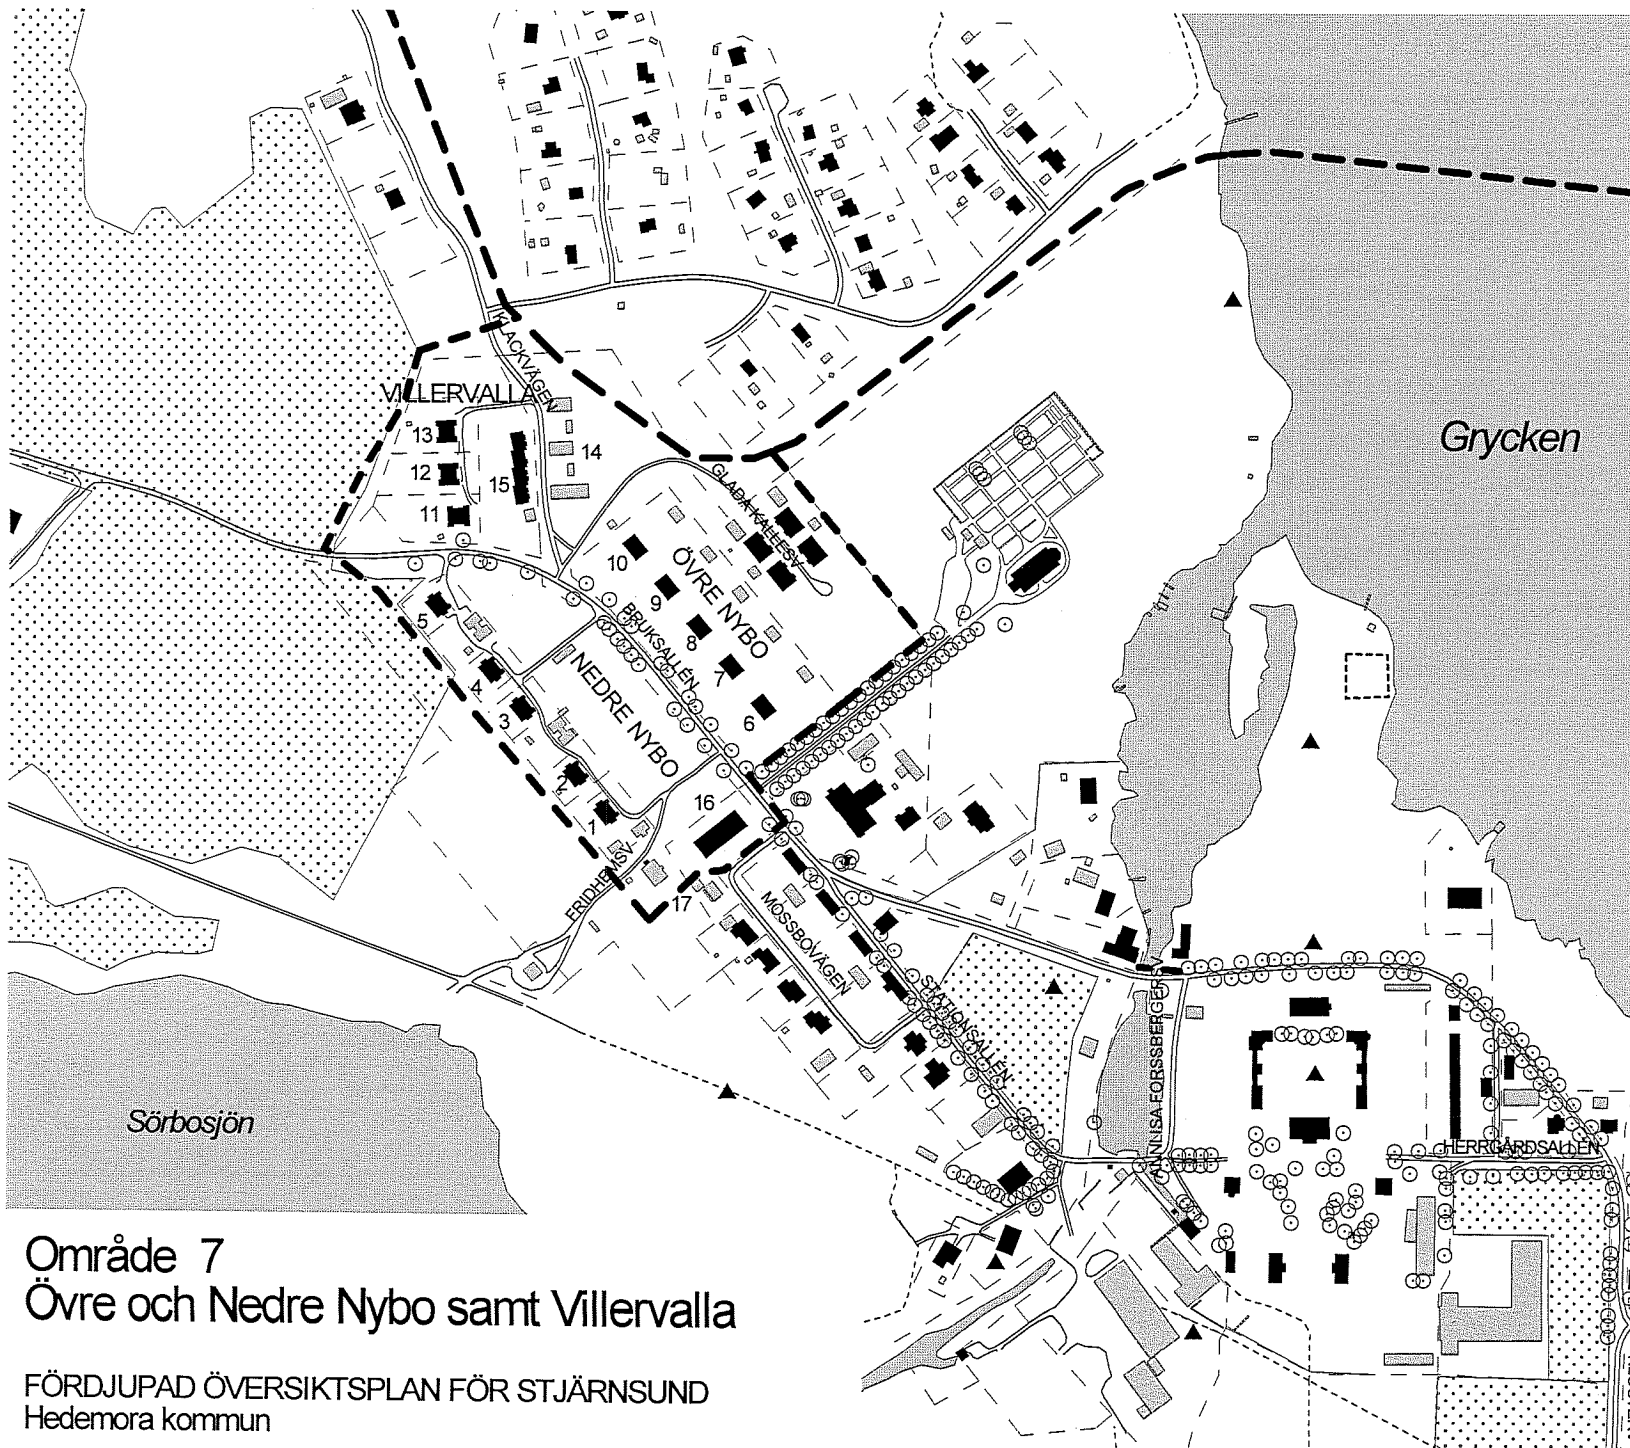 KLACKVÄGEN
VILLERVALLA
13
12
11
15
14
Grycken
GLADA KALLES V
ÖVRE NYBO
10
9
8
7
6
BRUKSALLÉN
NEDRE NYBO
5
4
3
2
1
16
17
FRIDHEMSV
MOSSBOVÄGEN
STATIONSALLÉN
ANNLISA FORSSBERGERS V
HERRGÅRDSALLÉN
Sörbosjön
Område 7
Övre och Nedre Nybo samt Villervalla
FÖRDJUPAD ÖVERSIKTSPLAN FÖR STJÄRNSUND
Hedemora kommun